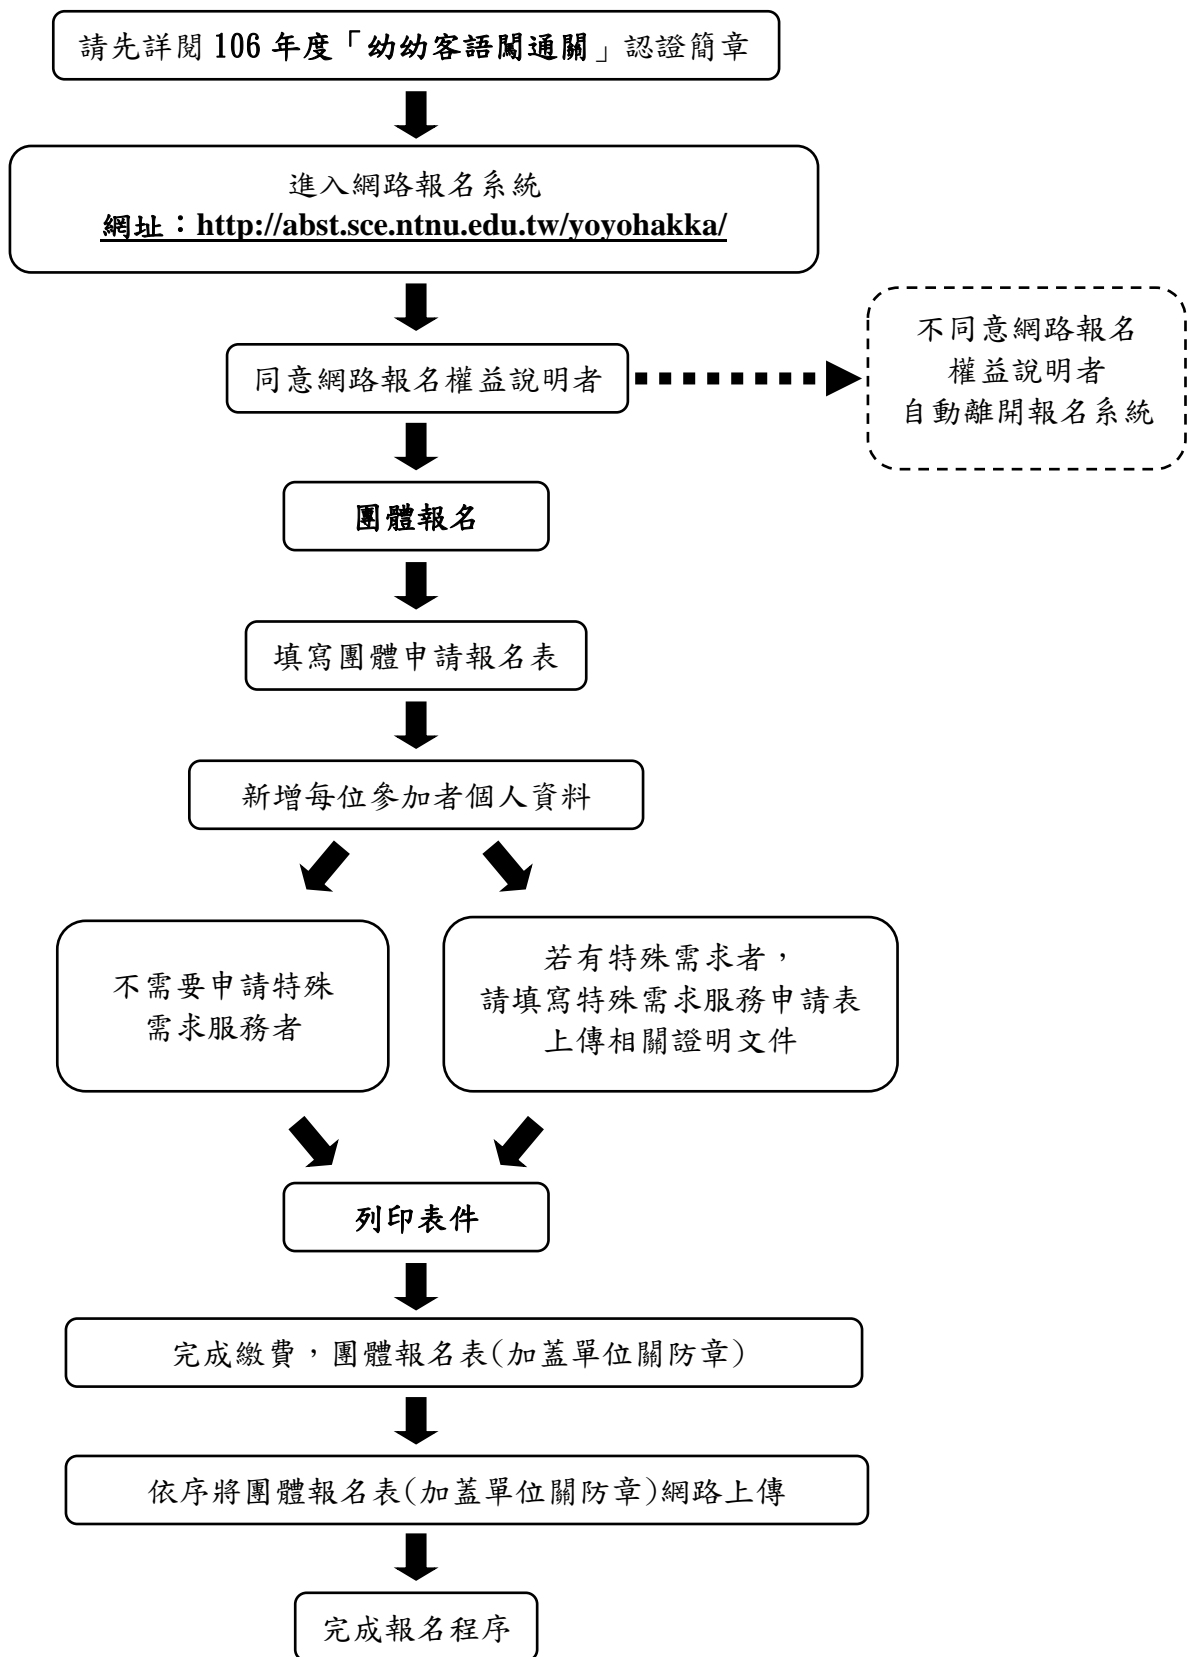 請先詳閱 106 年度「幼幼客語闖通關」認證簡章
進入網路報名系統
網址：http://abst.sce.ntnu.edu.tw/yoyohakka/
同意網路報名權益說明者
不同意網路報名
權益說明者
自動離開報名系統
團體報名
填寫團體申請報名表
新增每位參加者個人資料
不需要申請特殊
需求服務者
若有特殊需求者，
請填寫特殊需求服務申請表
上傳相關證明文件
列印表件
完成繳費，團體報名表(加蓋單位關防章)
依序將團體報名表(加蓋單位關防章)網路上傳
完成報名程序